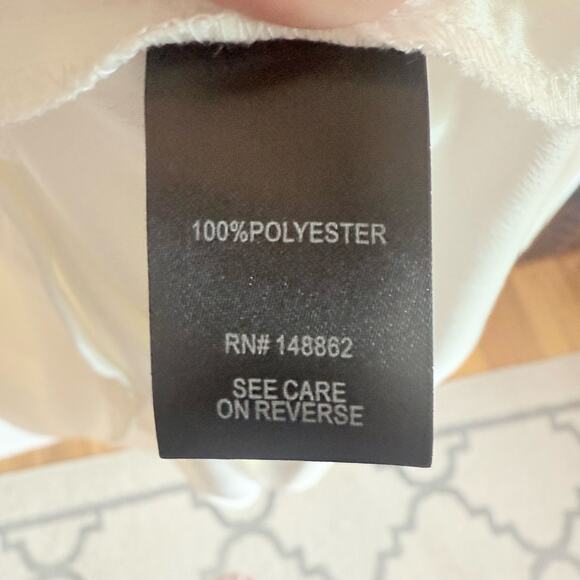 100%POLYESTER
RN# 148862
SEE CARE
ON REVERSE